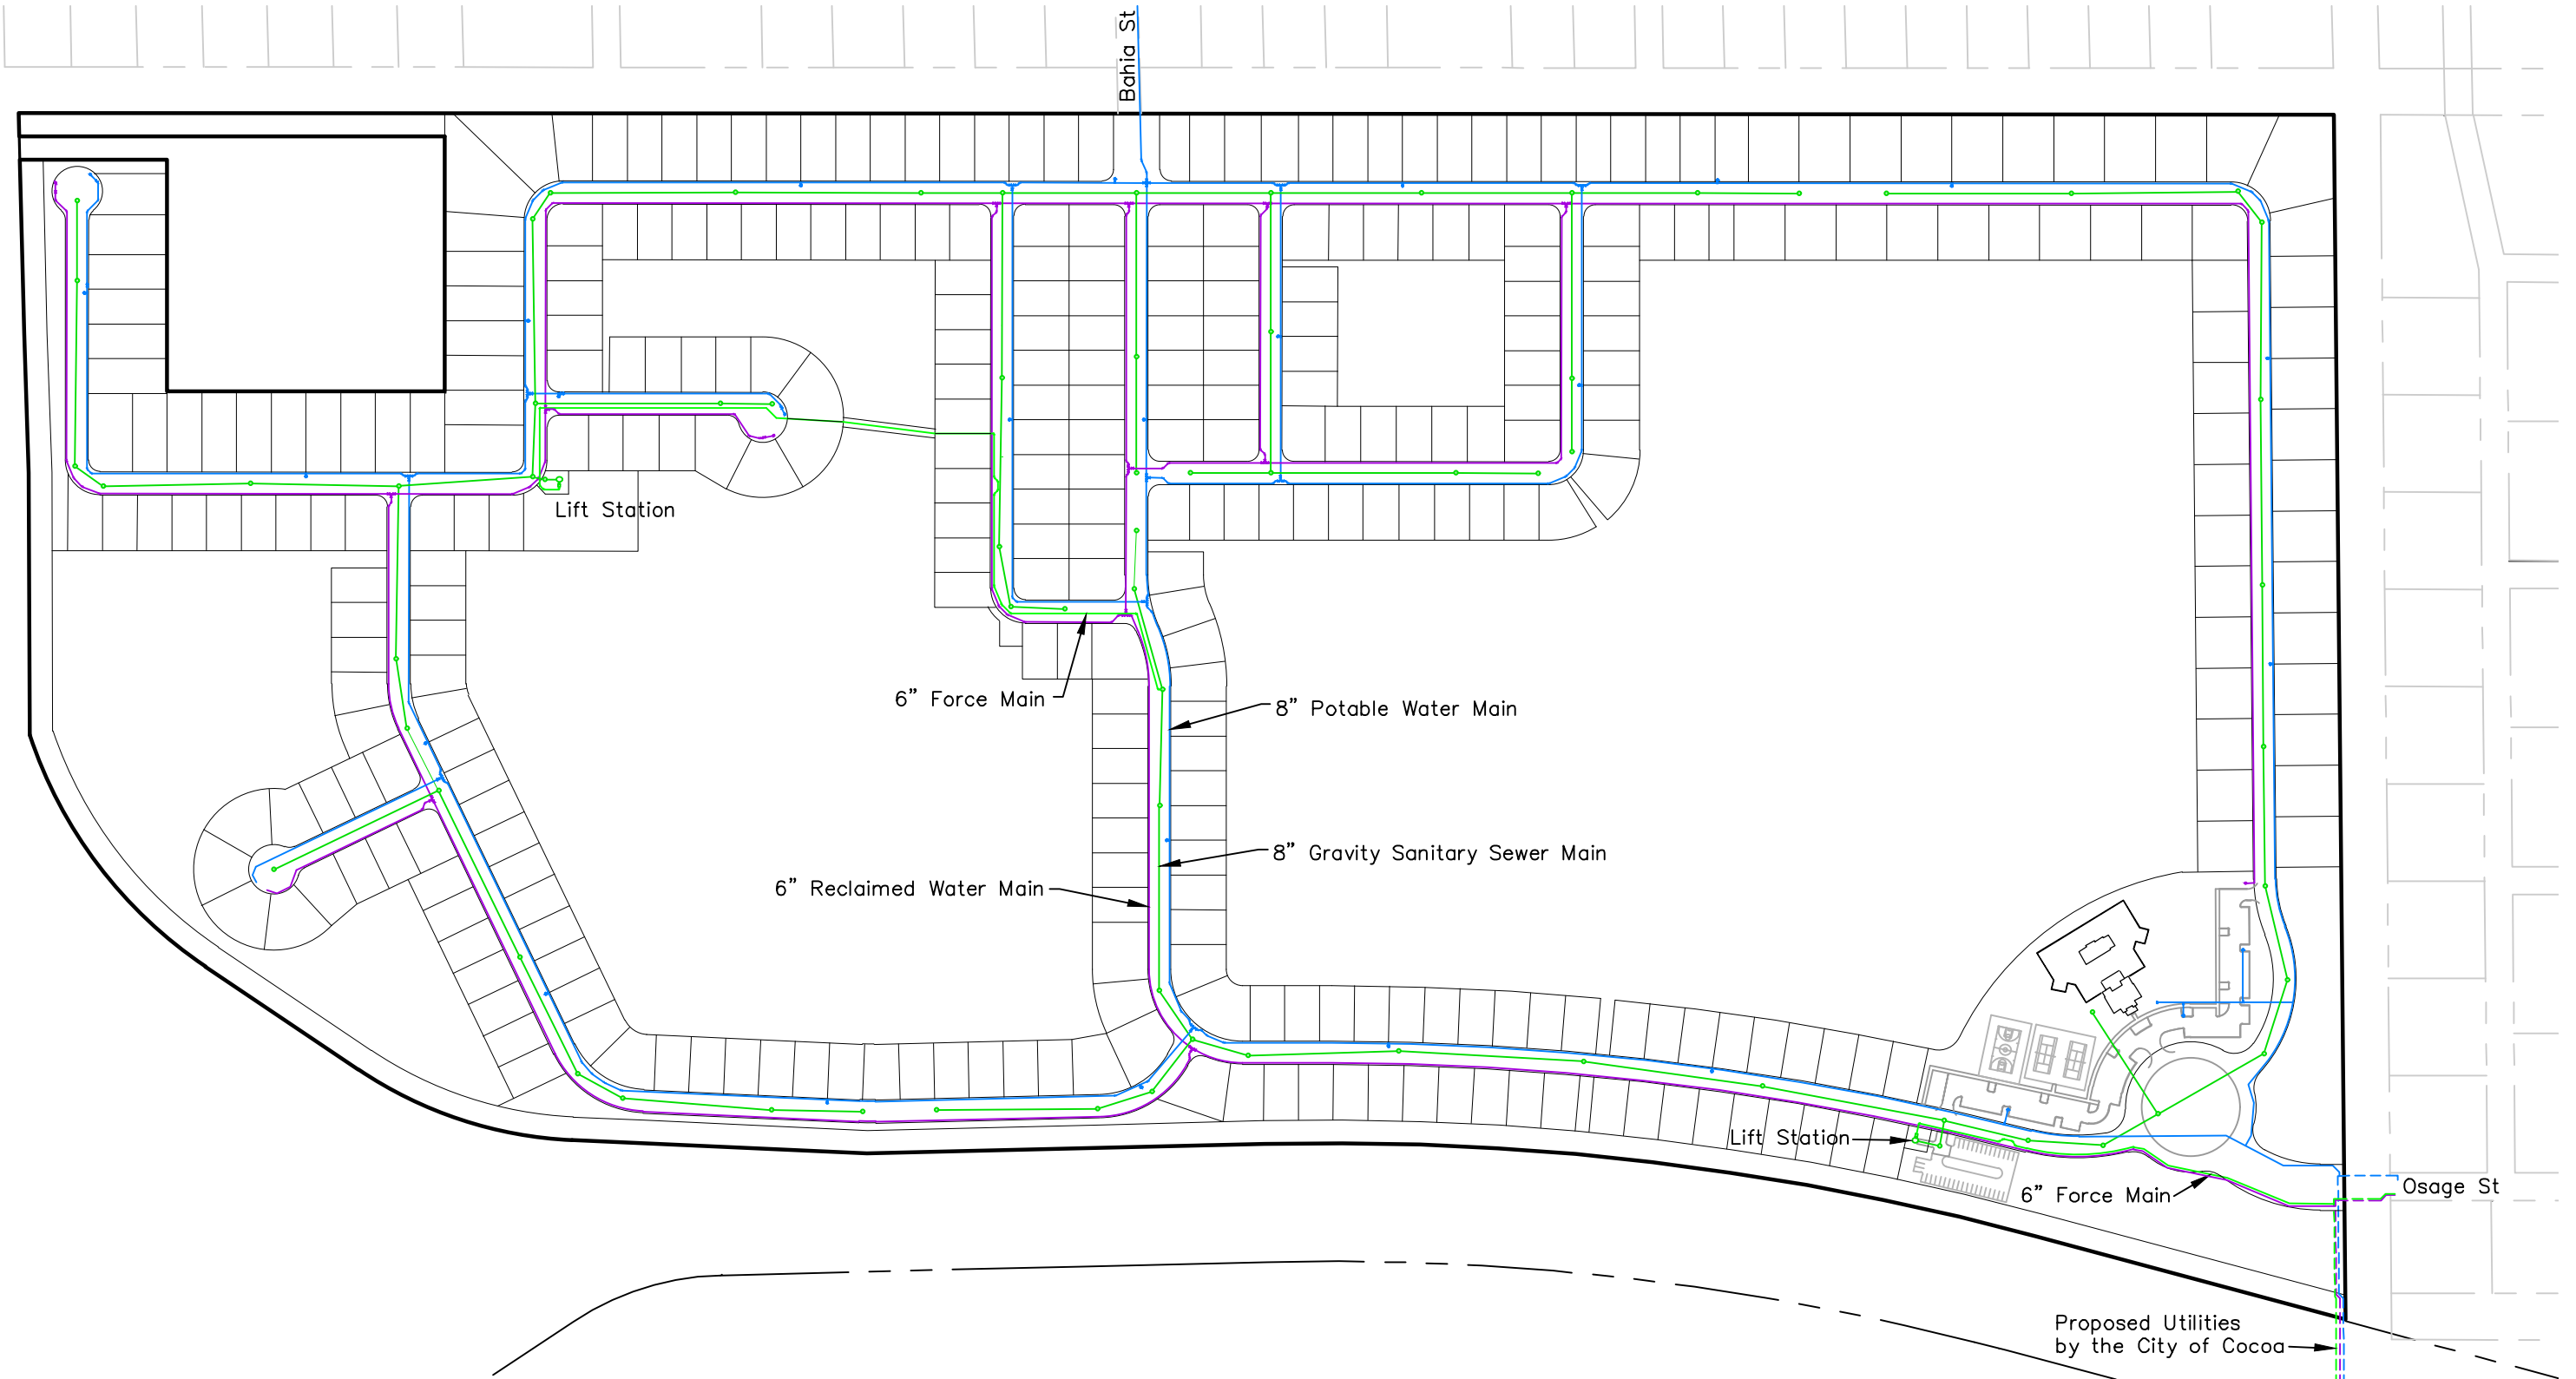 Bahia St
Lift Station
6” Force Main
8” Potable Water Main
8” Gravity Sanitary Sewer Main
6” Reclaimed Water Main
Lift Station
6” Force Main
Osage St
Proposed Utilities
by the City of Cocoa